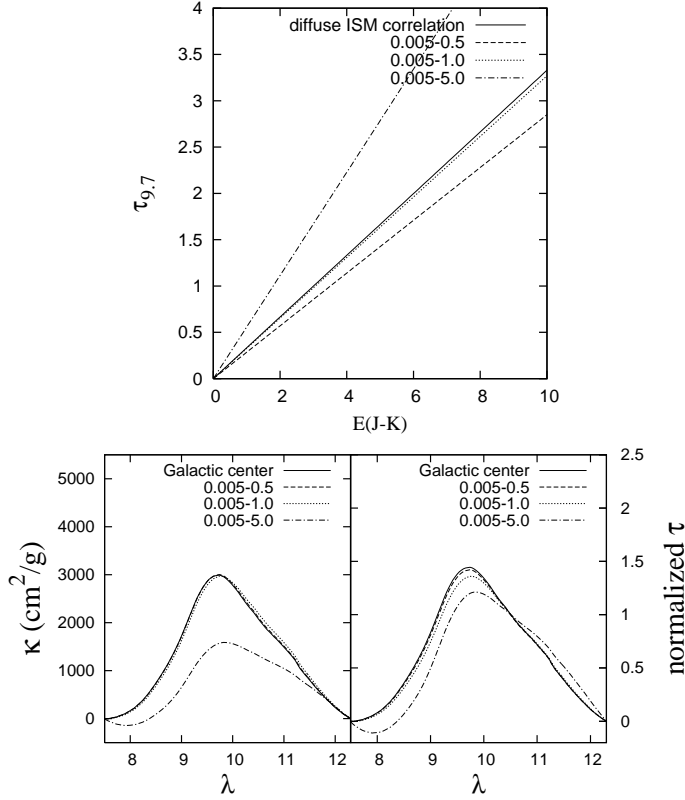 4
3.5
3
2.5
2
1.5
1
0.5
0
τ9.7
diffuse ISM correlation
0.005-0.5
0.005-1.0
0.005-5.0
0 2 4 6 8 10
E(J-K)
5000
4000
3000
2000
1000
0
κ (cm²/g)
Galactic center
0.005-0.5
0.005-1.0
0.005-5.0
8 9 10 11 12
λ
Galactic center
0.005-0.5
0.005-1.0
0.005-5.0
8 9 10 11 12
λ
2.5
2
1.5
1
0.5
0
normalized τ